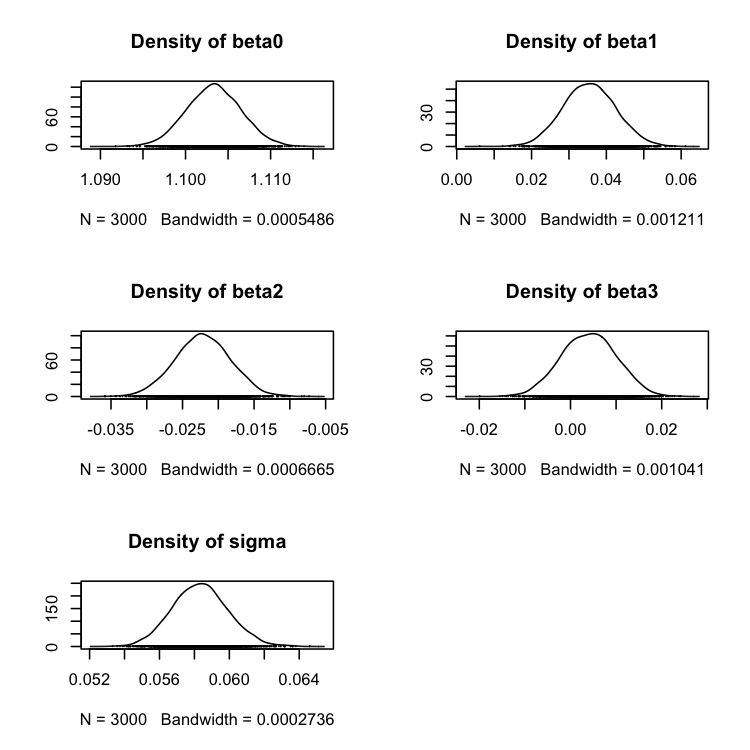 Density of beta0
60
0
1.090 1.100 1.110
N = 3000 Bandwidth = 0.0005486
Density of beta1
30
0
0.00 0.02 0.04 0.06
N = 3000 Bandwidth = 0.001211
Density of beta2
60
0
-0.035 -0.025 -0.015 -0.005
N = 3000 Bandwidth = 0.0006665
Density of beta3
30
0
-0.02 0.00 0.02
N = 3000 Bandwidth = 0.001041
Density of sigma
150
0
0.052 0.056 0.060 0.064
N = 3000 Bandwidth = 0.0002736